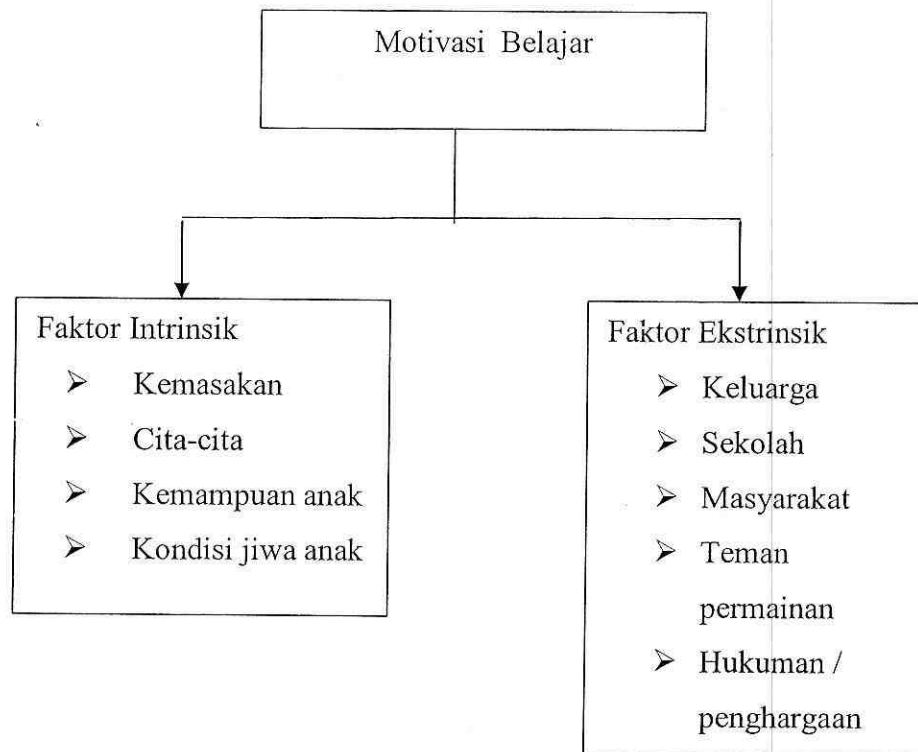 Motivasi Belajar
Faktor Intrinsik
➢ Kemasakan
➢ Cita-cita
➢ Kemampuan anak
➢ Kondisi jiwa anak
Faktor Ekstrinsik
➢ Keluarga
➢ Sekolah
➢ Masyarakat
➢ Teman
permainan
➢ Hukuman /
penghargaan